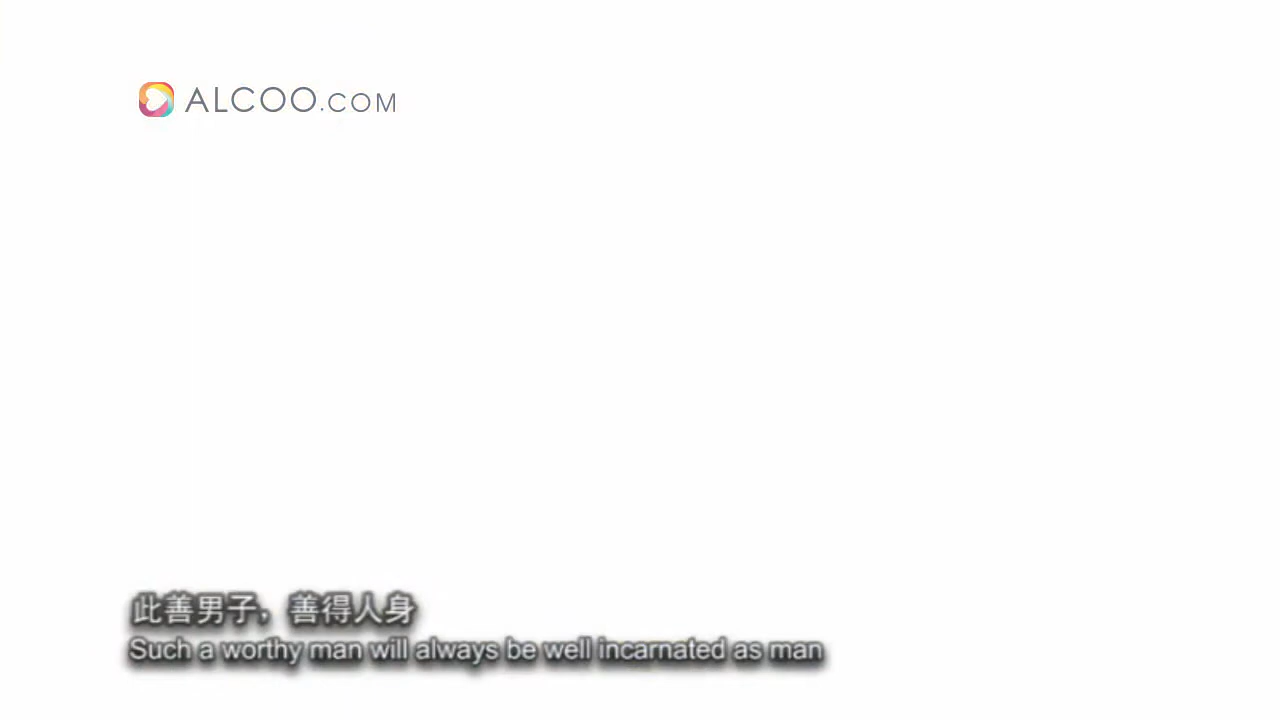 ALCOO.COM
此善男子，善得人身
Such a worthy man will always be well incarnated as man